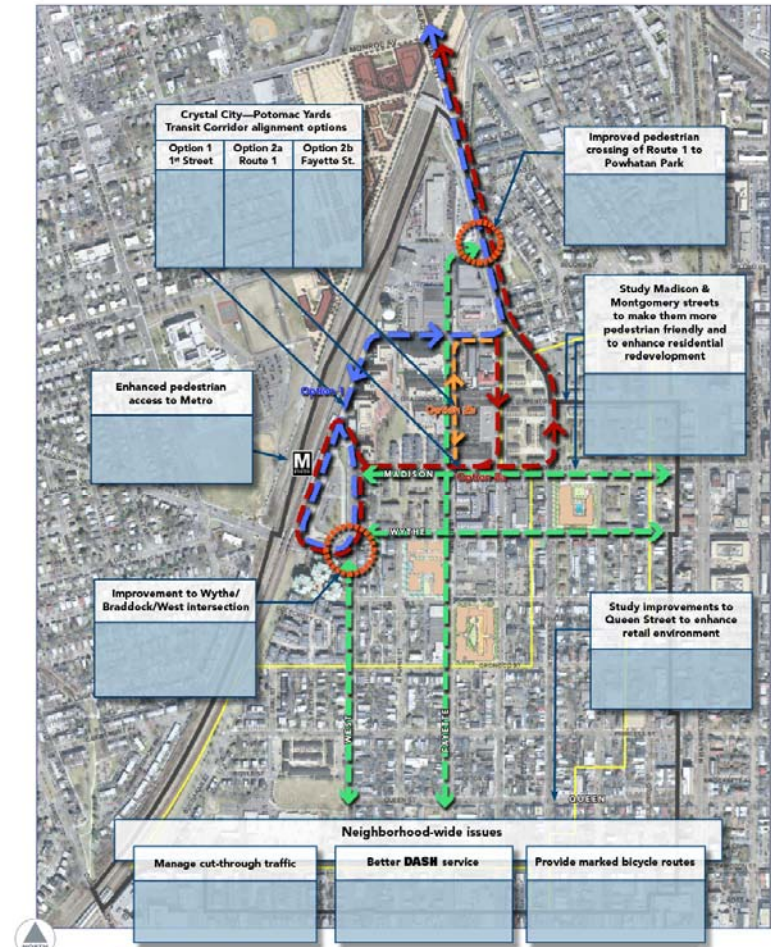 MONROE AV
Crystal City—Potomac Yards
Transit Corridor alignment options
Option 1
1st Street
Option 2a
Route 1
Option 2b
Fayette St.
Improved pedestrian
crossing of Route 1 to
Powhatan Park
Study Madison &
Montgomery streets
to make them more
pedestrian friendly and
to enhance residential
redevelopment
Enhanced pedestrian
access to Metro
Option 1
Option 2b
M
MADISON
WYTHE
Improvement to Wythe/
Braddock/West intersection
Study improvements to
Queen Street to enhance
retail environment
WEST
FAYETTE
QUEEN
Neighborhood-wide issues
Manage cut-through traffic
Better DASH service
Provide marked bicycle routes
NORTH